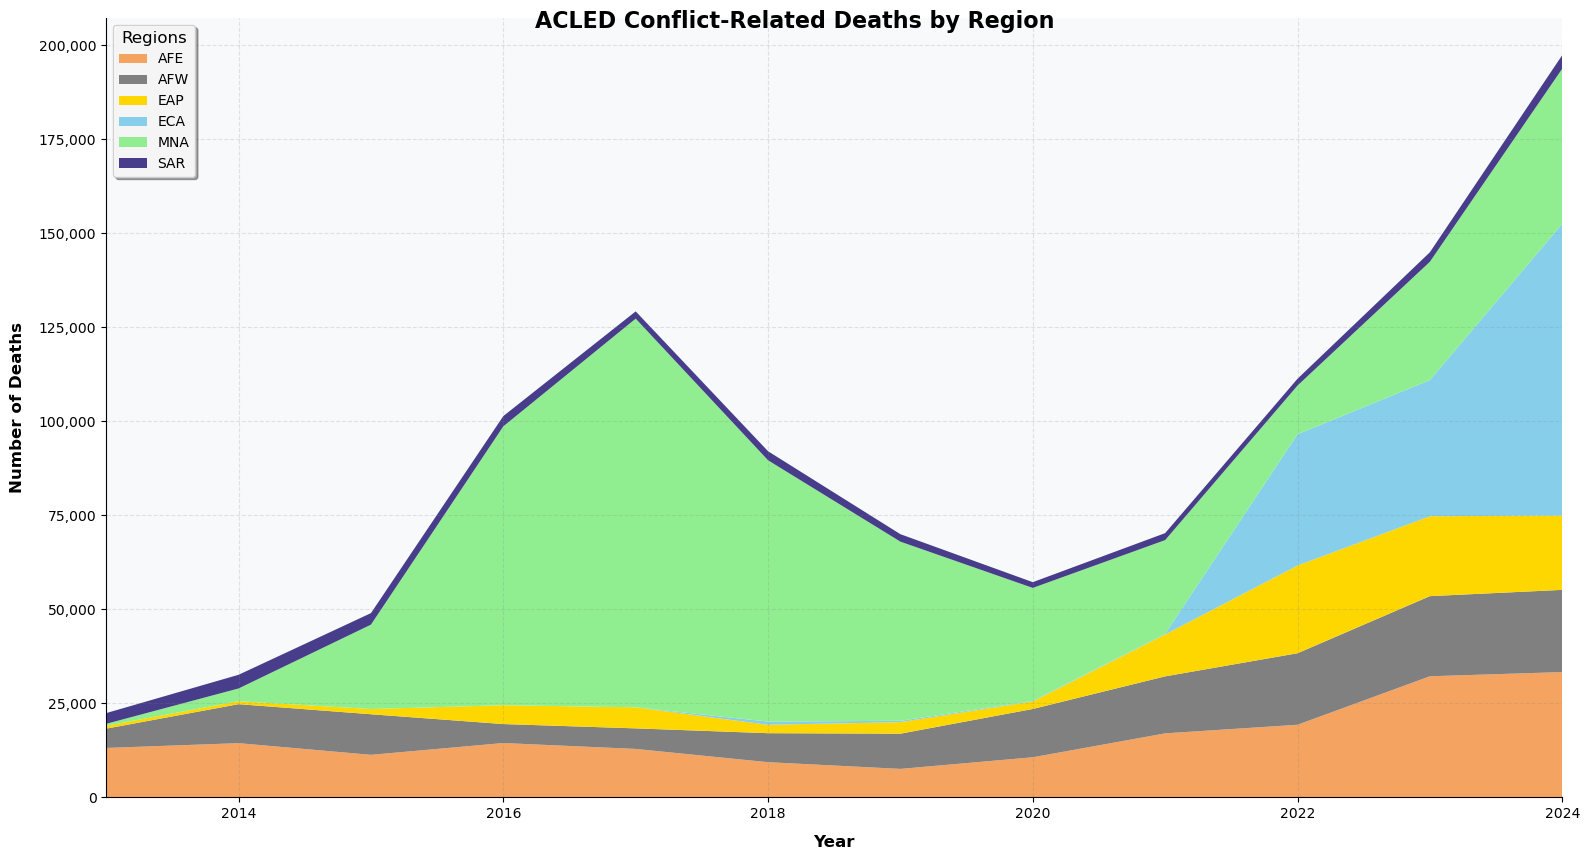 ACLED Conflict-Related Deaths by Region
Regions
AFE
AFW
EAP
ECA
MNA
SAR
Number of Deaths
200,000
175,000
150,000
125,000
100,000
75,000
50,000
25,000
0
2014
2016
2018
2020
2022
2024
Year